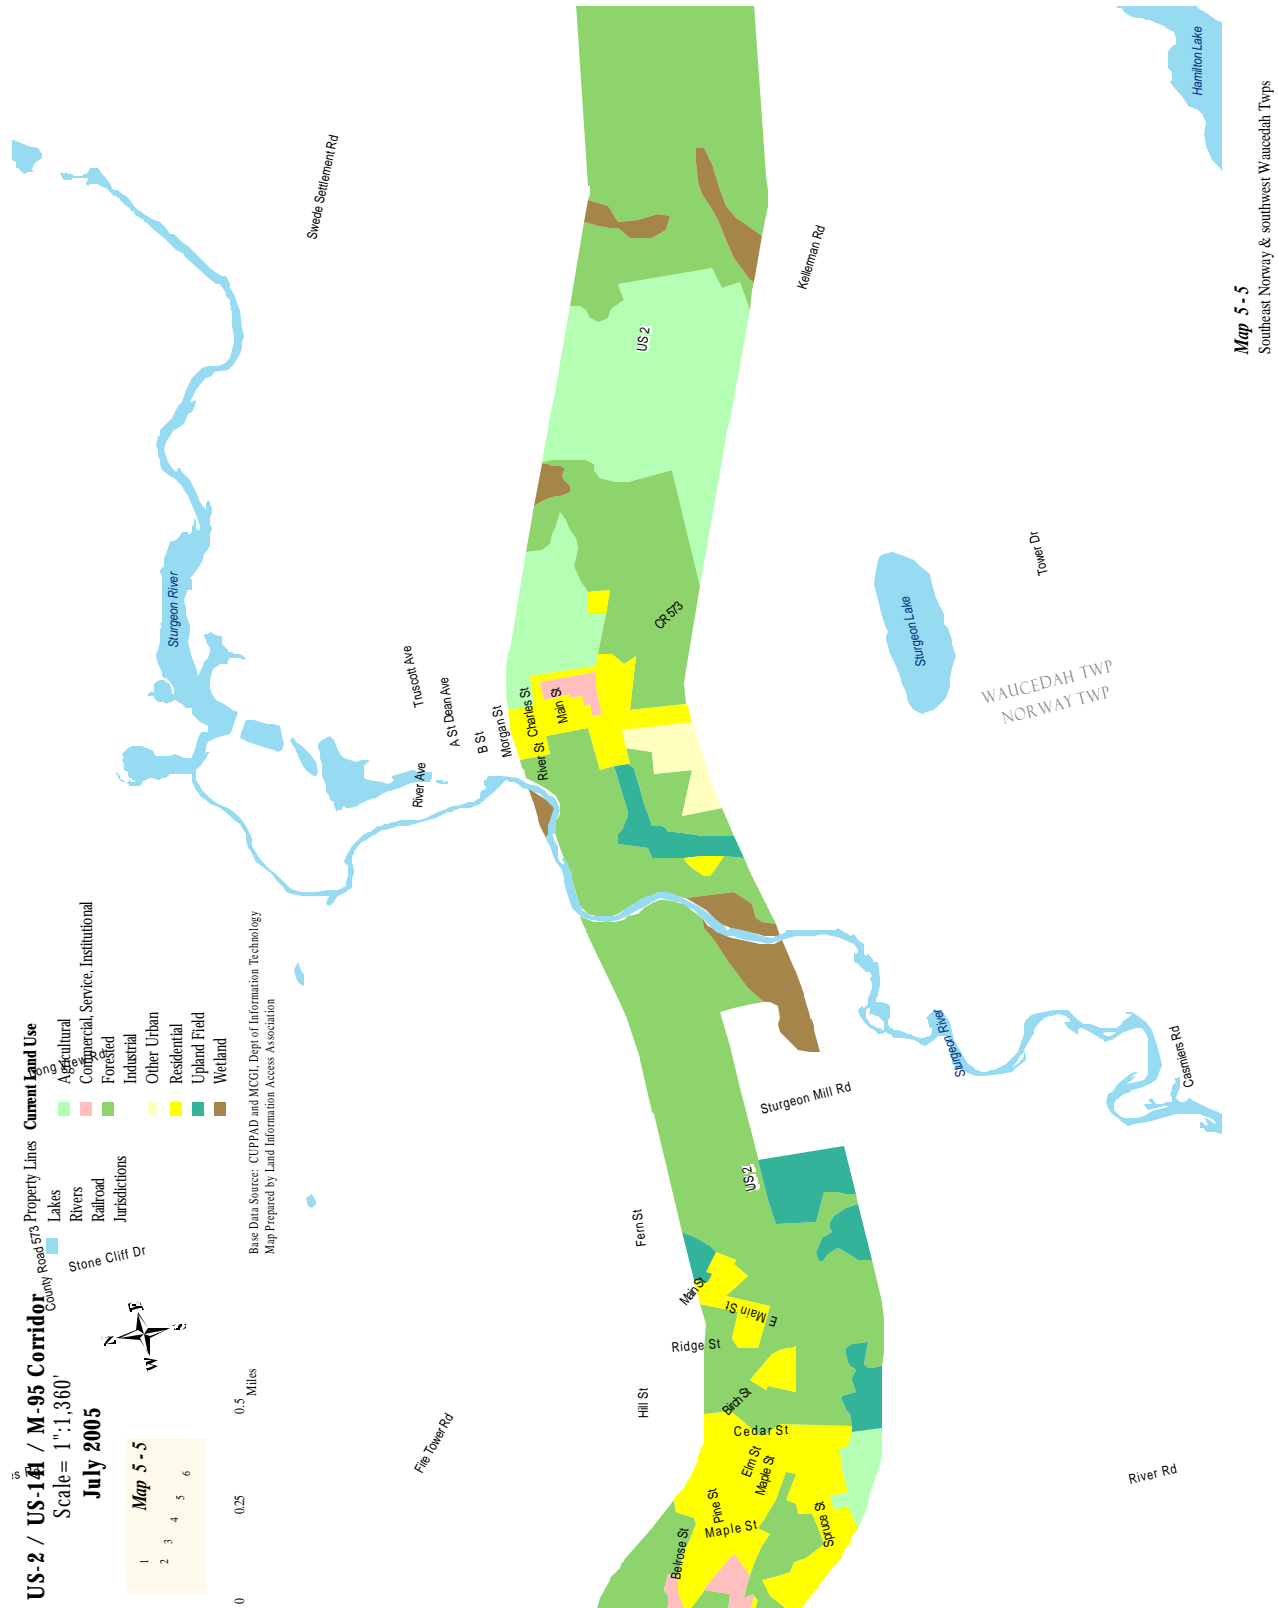 US-2 / US-141 / M-95 Corridor
Scale = 1":1,360'
July 2005
Map 5 - 5
1
2
3
4
5
6
0
0.25
0.5
Miles
N
E
S
W
Property Lines
Lakes
Rivers
Railroad
Jurisdictions
Current Land Use
Agricultural
Commercial, Service, Institutional
Forested
Industrial
Other Urban
Residential
Upland Field
Wetland
Base Data Source: CUPPAD and MCGI, Dept of Information Technology
Map Prepared by Land Information Access Association
County Road 573
Stone Cliff Dr
Swede Settlement Rd
Kellerman Rd
US 2
Hamilton Lake
Sturgeon River
Truscott Ave
A St Dean Ave
B St
Morgan St
Charles St
Main St
River St
River Ave
CR 573
Sturgeon Lake
Tower Dr
WAUCEDAH TWP
NORWAY TWP
Sturgeon River
Casmiers Rd
Sturgeon Mill Rd
US 2
Fern St
Main St
E Main St
Ridge St
Hill St
Birch St
Cedar St
Elm St
Maple St
Pine St
Maple St
Spruce St
Belrose St
Fire Tower Rd
River Rd
Map 5 - 5
Southeast Norway & southwest Waucedah Twps